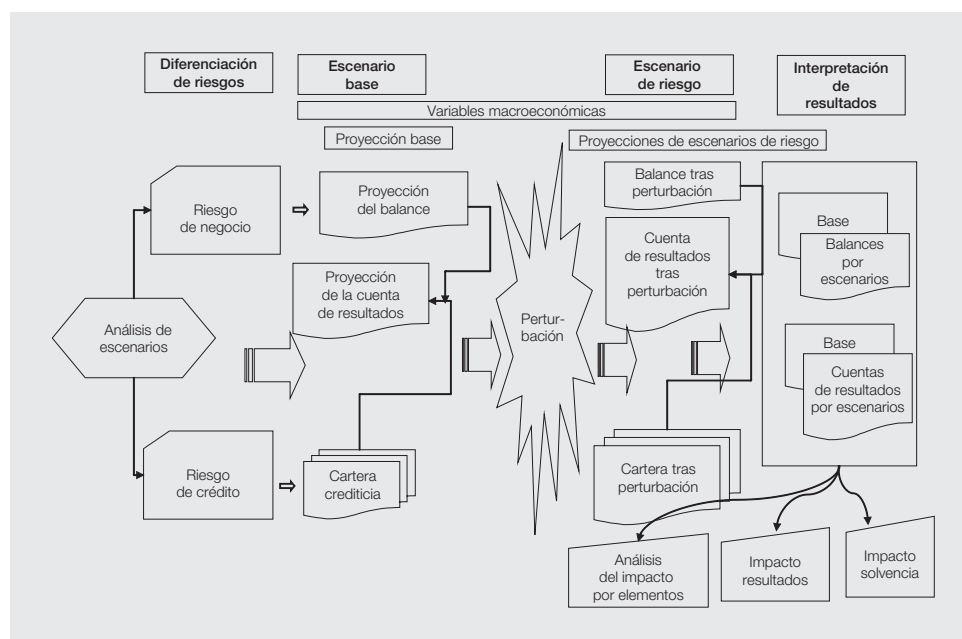 Diferenciación
de riesgos
Escenario
base
Escenario
de riesgo
Interpretación
de
resultados
Variables macroeconómicas
Proyección base
Proyecciones de escenarios de riesgo
Riesgo
de negocio
Proyección
del balance
Balance tras
perturbación
Base
Balances
por
escenarios
Proyección
de la cuenta
de resultados
Cuenta
de resultados
tras
perturbación
Análisis de
escenarios
Pertur-
bación
Base
Cuentas
de resultados
por escenarios
Riesgo
de crédito
Cartera
crediticia
Cartera tras
perturbación
Análisis
del impacto
por elementos
Impacto
resultados
Impacto
solvencia